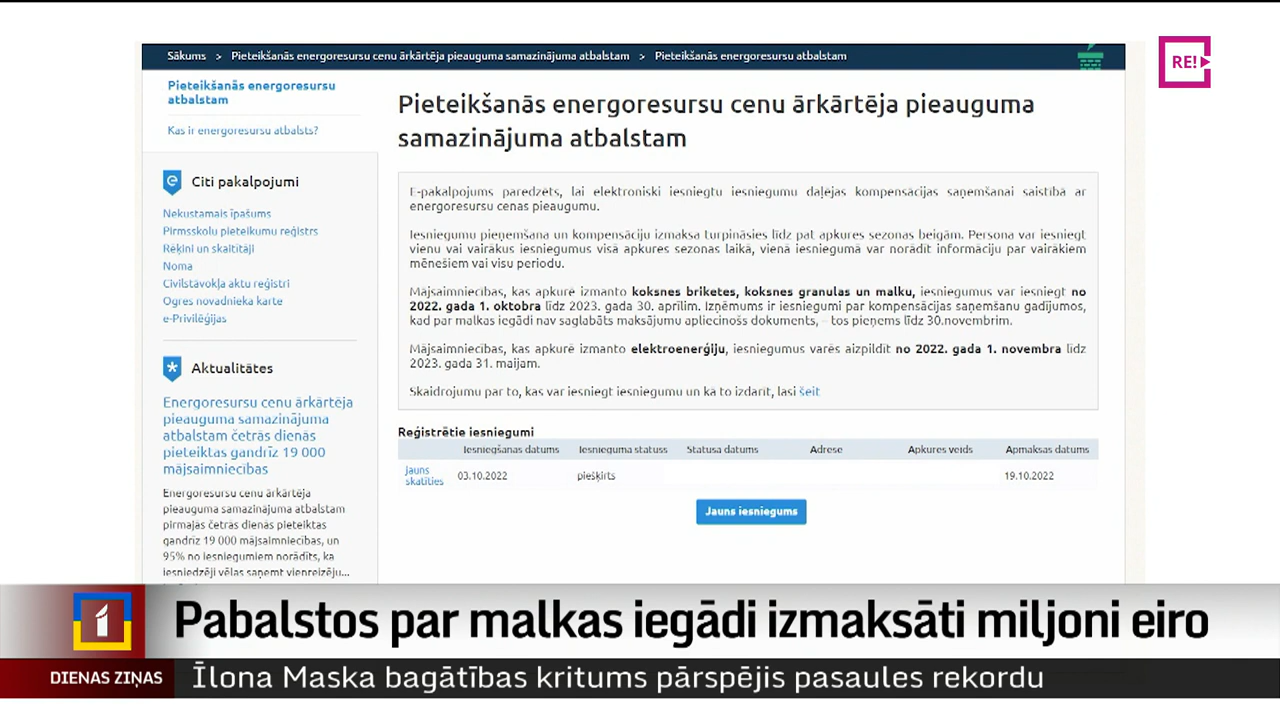 Sākums > Pieteikšanās energoresursu cenu ārkārtēja pieauguma samazinājuma atbalstam > Pieteikšanās energoresursu atbalstam
RE!
Pieteikšanās energoresursu
atbalstam
Kas ir energoresursu atbalsts?
Citi pakalpojumi
Nekustamais īpašums
Pirmsskolu pieteikumu reģistrs
Rēķini un skaitītāji
Noma
Civilstāvokļa aktu reģistri
Ogres novadnieka karte
e-Privilēģijas
Aktualitātes
Energoresursu cenu ārkārtēja
pieauguma samazinājuma
atbalstam četrās dienās
pieteiktas gandrīz 19 000
mājsaimniecības
Energoresursu cenu ārkārtēja
pieauguma samazinājuma atbalstam
pirmajās četrās dienās pieteiktas
gandrīz 19 000 mājsaimniecības, un
95% no iesniegumiem norādīts, ka
iesniedzēji vēlas saņemt vienreizēju...
Pieteikšanās energoresursu cenu ārkārtēja pieauguma
samazinājuma atbalstam
E-pakalpojums paredzēts, lai elektroniski iesniegtu iesniegumu daļējas kompensācijas saņemšanai saistībā ar
energoresursu cenas pieaugumu.
Iesniegumu pieņemšana un kompensāciju izmaksa turpināsies līdz pat apkures sezonas beigām. Persona var iesniegt
vienu vai vairākus iesniegumus visā apkures sezonas laikā, vienā iesniegumā var norādīt informāciju par vairākiem
mēnešiem vai visu periodu.
Mājsaimniecības, kas apkurē izmanto koksnes briketes, koksnes granulas un malku, iesniegumus var iesniegt no
2022. gada 1. oktobra līdz 2023. gada 30. aprīlim. Izņēmums ir iesniegumi par kompensācijas saņemšanu gadījumos,
kad par malkas iegādi nav saglabāts maksājumu apliecinošs dokuments, – tos pieņems līdz 30.novembrim.
Mājsaimniecības, kas apkurē izmanto elektroenerģiju, iesniegumus varēs aizpildīt no 2022. gada 1. novembra līdz
2023. gada 31. maijam.
Skaidrojumu par to, kas var iesniegt iesniegumu un kā to izdarīt, lasi šeit
Reģistrētie iesniegumi
Iesniegšanas datums Iesnieguma statuss Statusa datums Adrese Apkures veids Apmaksas datums
Jauns
skatīties 03.10.2022 piešķirts 19.10.2022
Jauns iesniegums
1 Pabalstos par malkas iegādi izmaksāti miljoni eiro
DIENAS ZIŅAS Īlona Maska bagātības kritums pārspējis pasaules rekordu